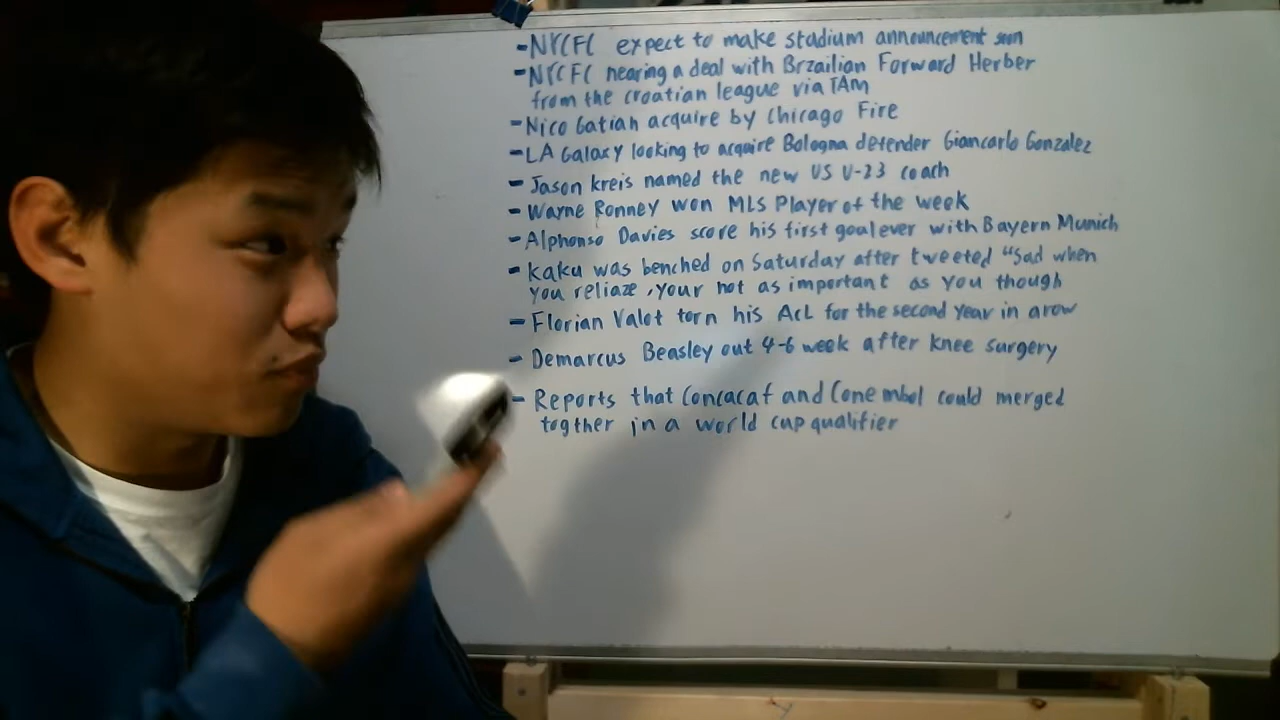 -NYCFC expect to make stadium announcement soon
-NYCFC nearing a deal with Brzailian Forward Herber
from the croatian league via TAM
-Nico Gatian acquire by Chicago Fire
-LA Galaxy looking to acquire Bologna defender Giancarlo Gonzalez
- Jason kreis named the new US U-23 coach
- Wayne Ronney won MLS Player of the week
-Alphonso Davies score his first goal ever with Bayern Munich
- kaku was benched on Saturday after tweeted "Sad when
you reliaze, your not as important as you though
- Florian Valot torn his ACL for the second year in a row
- Demarcus Beasley out 4-6 week after knee surgery
- Reports that Concacaf and Conembol could merged
togther in a world cup qualifier